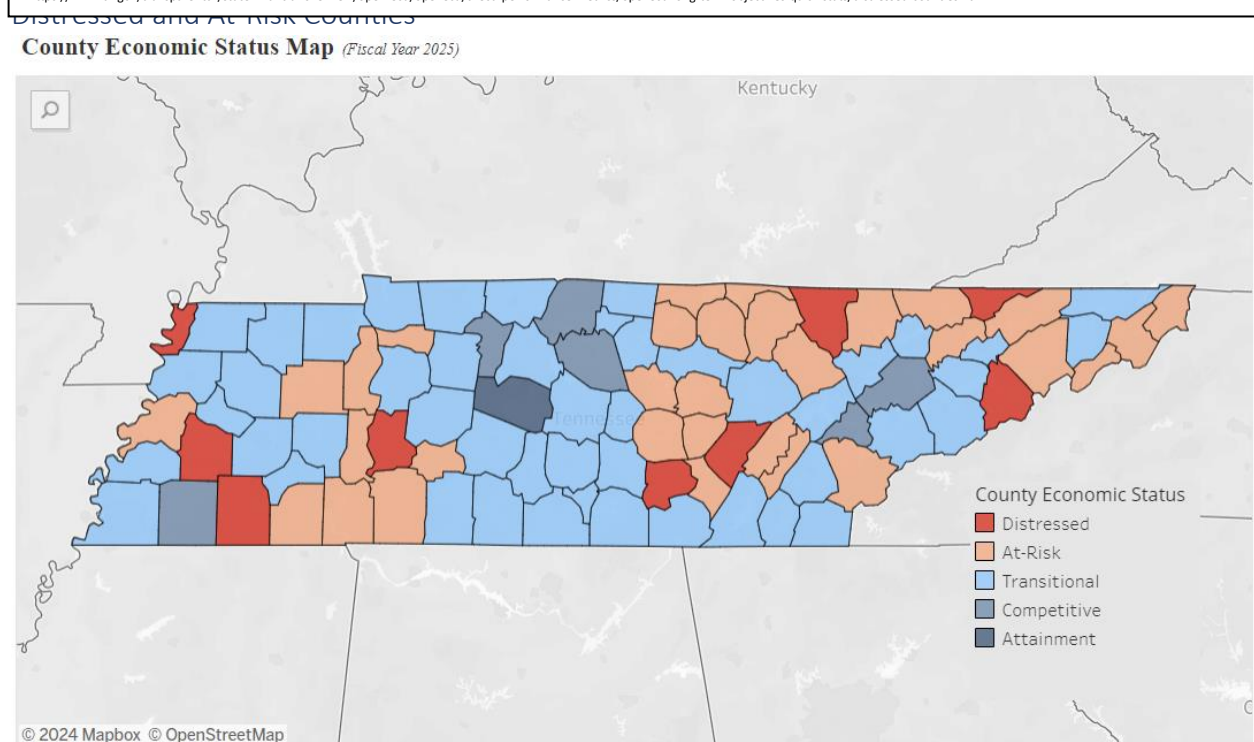 Distressed and At-Risk Counties
County Economic Status Map (Fiscal Year 2025)
Kentucky
Tennessee
County Economic Status
Distressed
At-Risk
Transitional
Competitive
Attainment
© 2024 Mapbox © OpenStreetMap